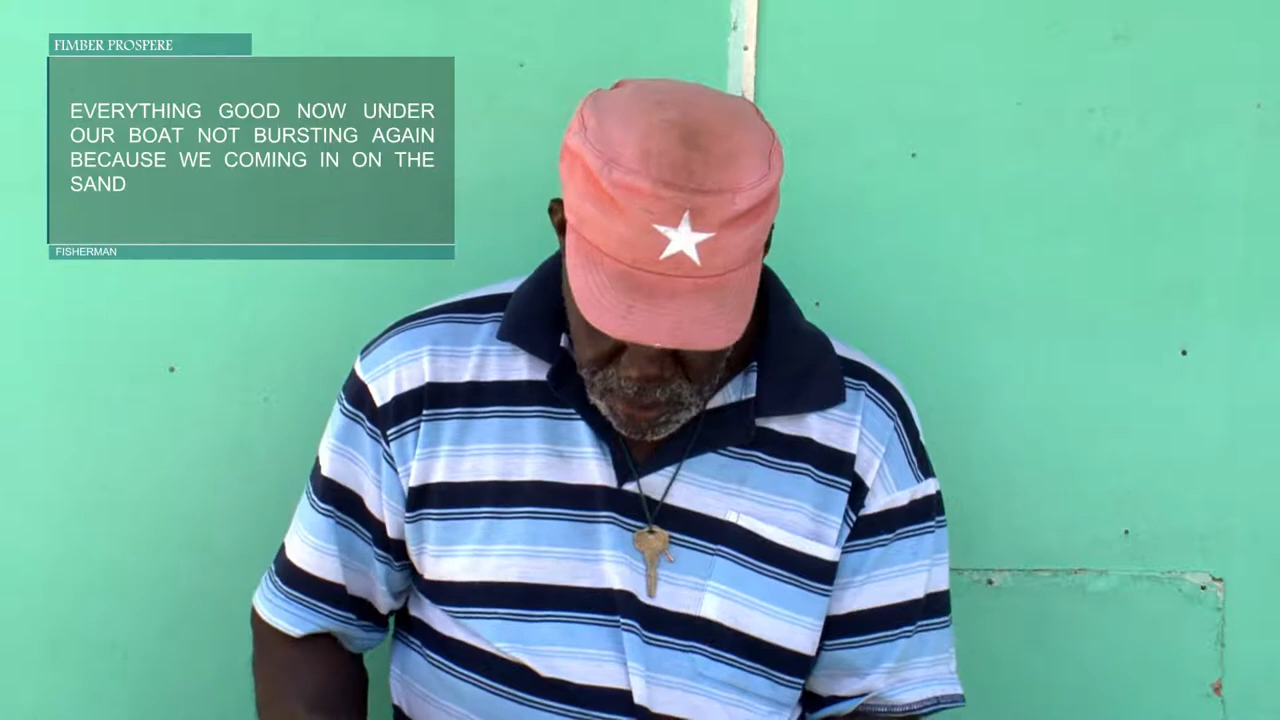 FIMBER PROSPERE
EVERYTHING GOOD NOW UNDER
OUR BOAT NOT BURSTING AGAIN
BECAUSE WE COMING IN ON THE
SAND
FISHERMAN